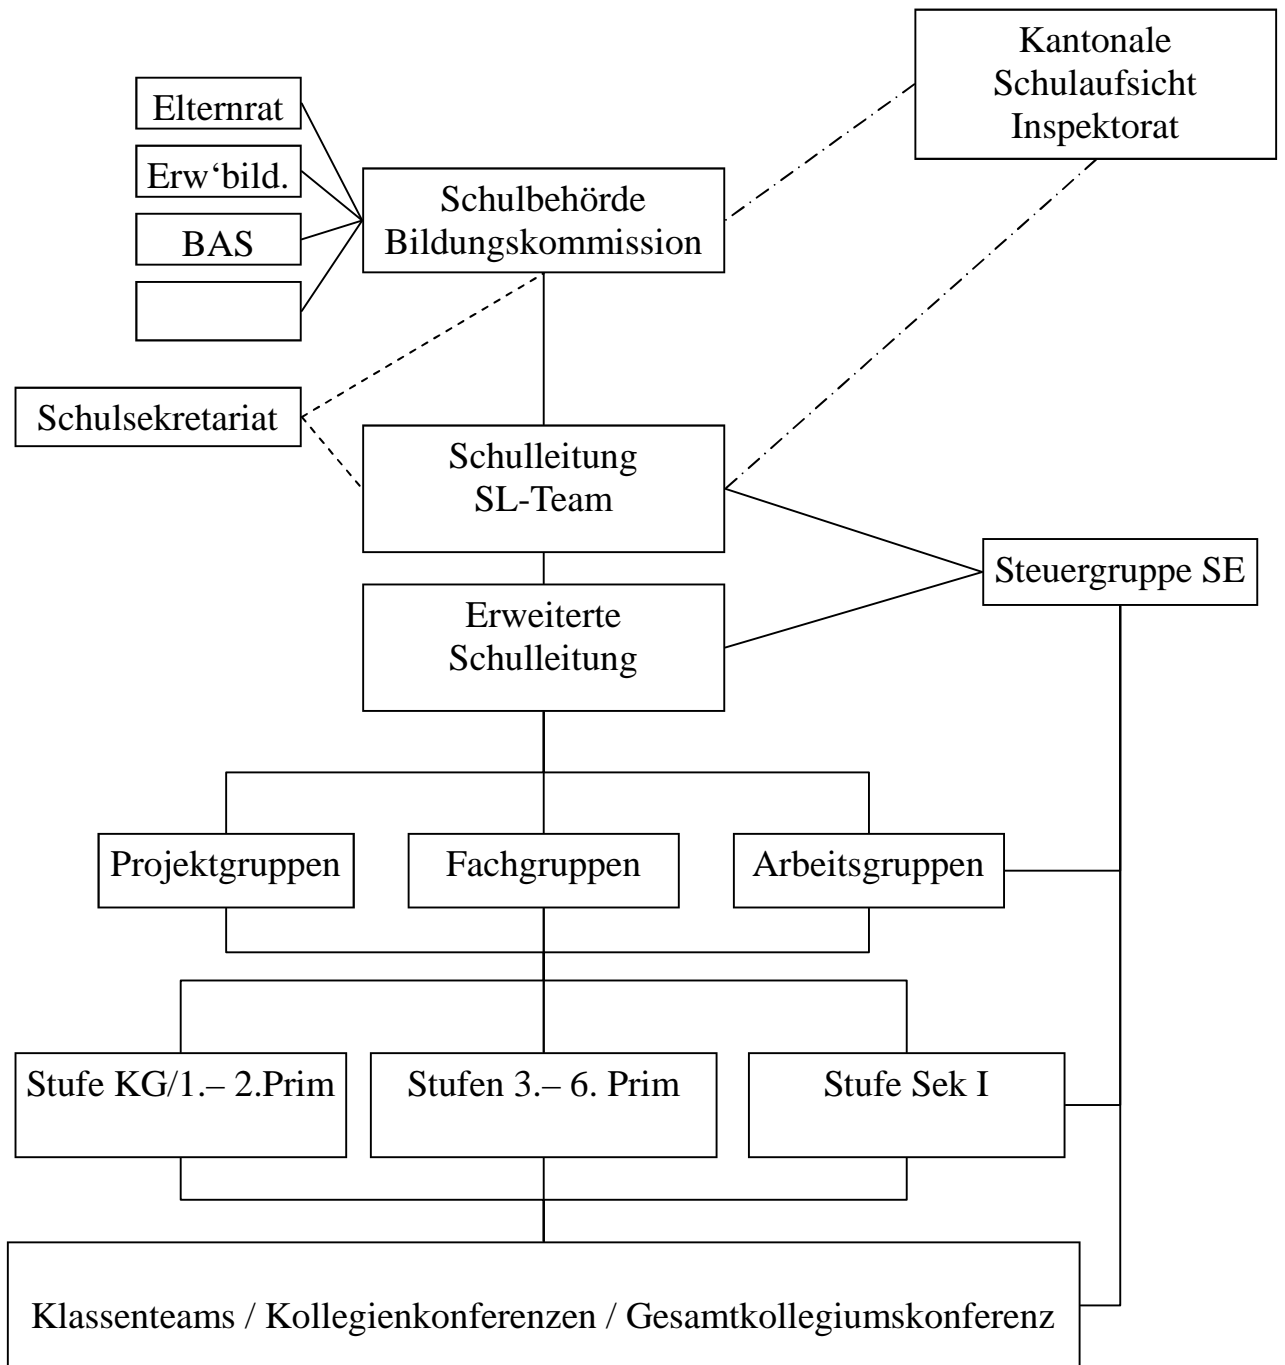 Kantonale
Schulaufsicht
Inspektorat
Elternrat
Erw‘bild.
BAS
Schulbehörde
Bildungskommission
Schulsekretariat
Schulleitung
SL-Team
Steuergruppe SE
Erweiterte
Schulleitung
Projektgruppen
Fachgruppen
Arbeitsgruppen
Stufe KG/1.– 2.Prim
Stufen 3.– 6. Prim
Stufe Sek I
Klassenteams / Kollegienkonferenzen / Gesamtkollegiumskonferenz